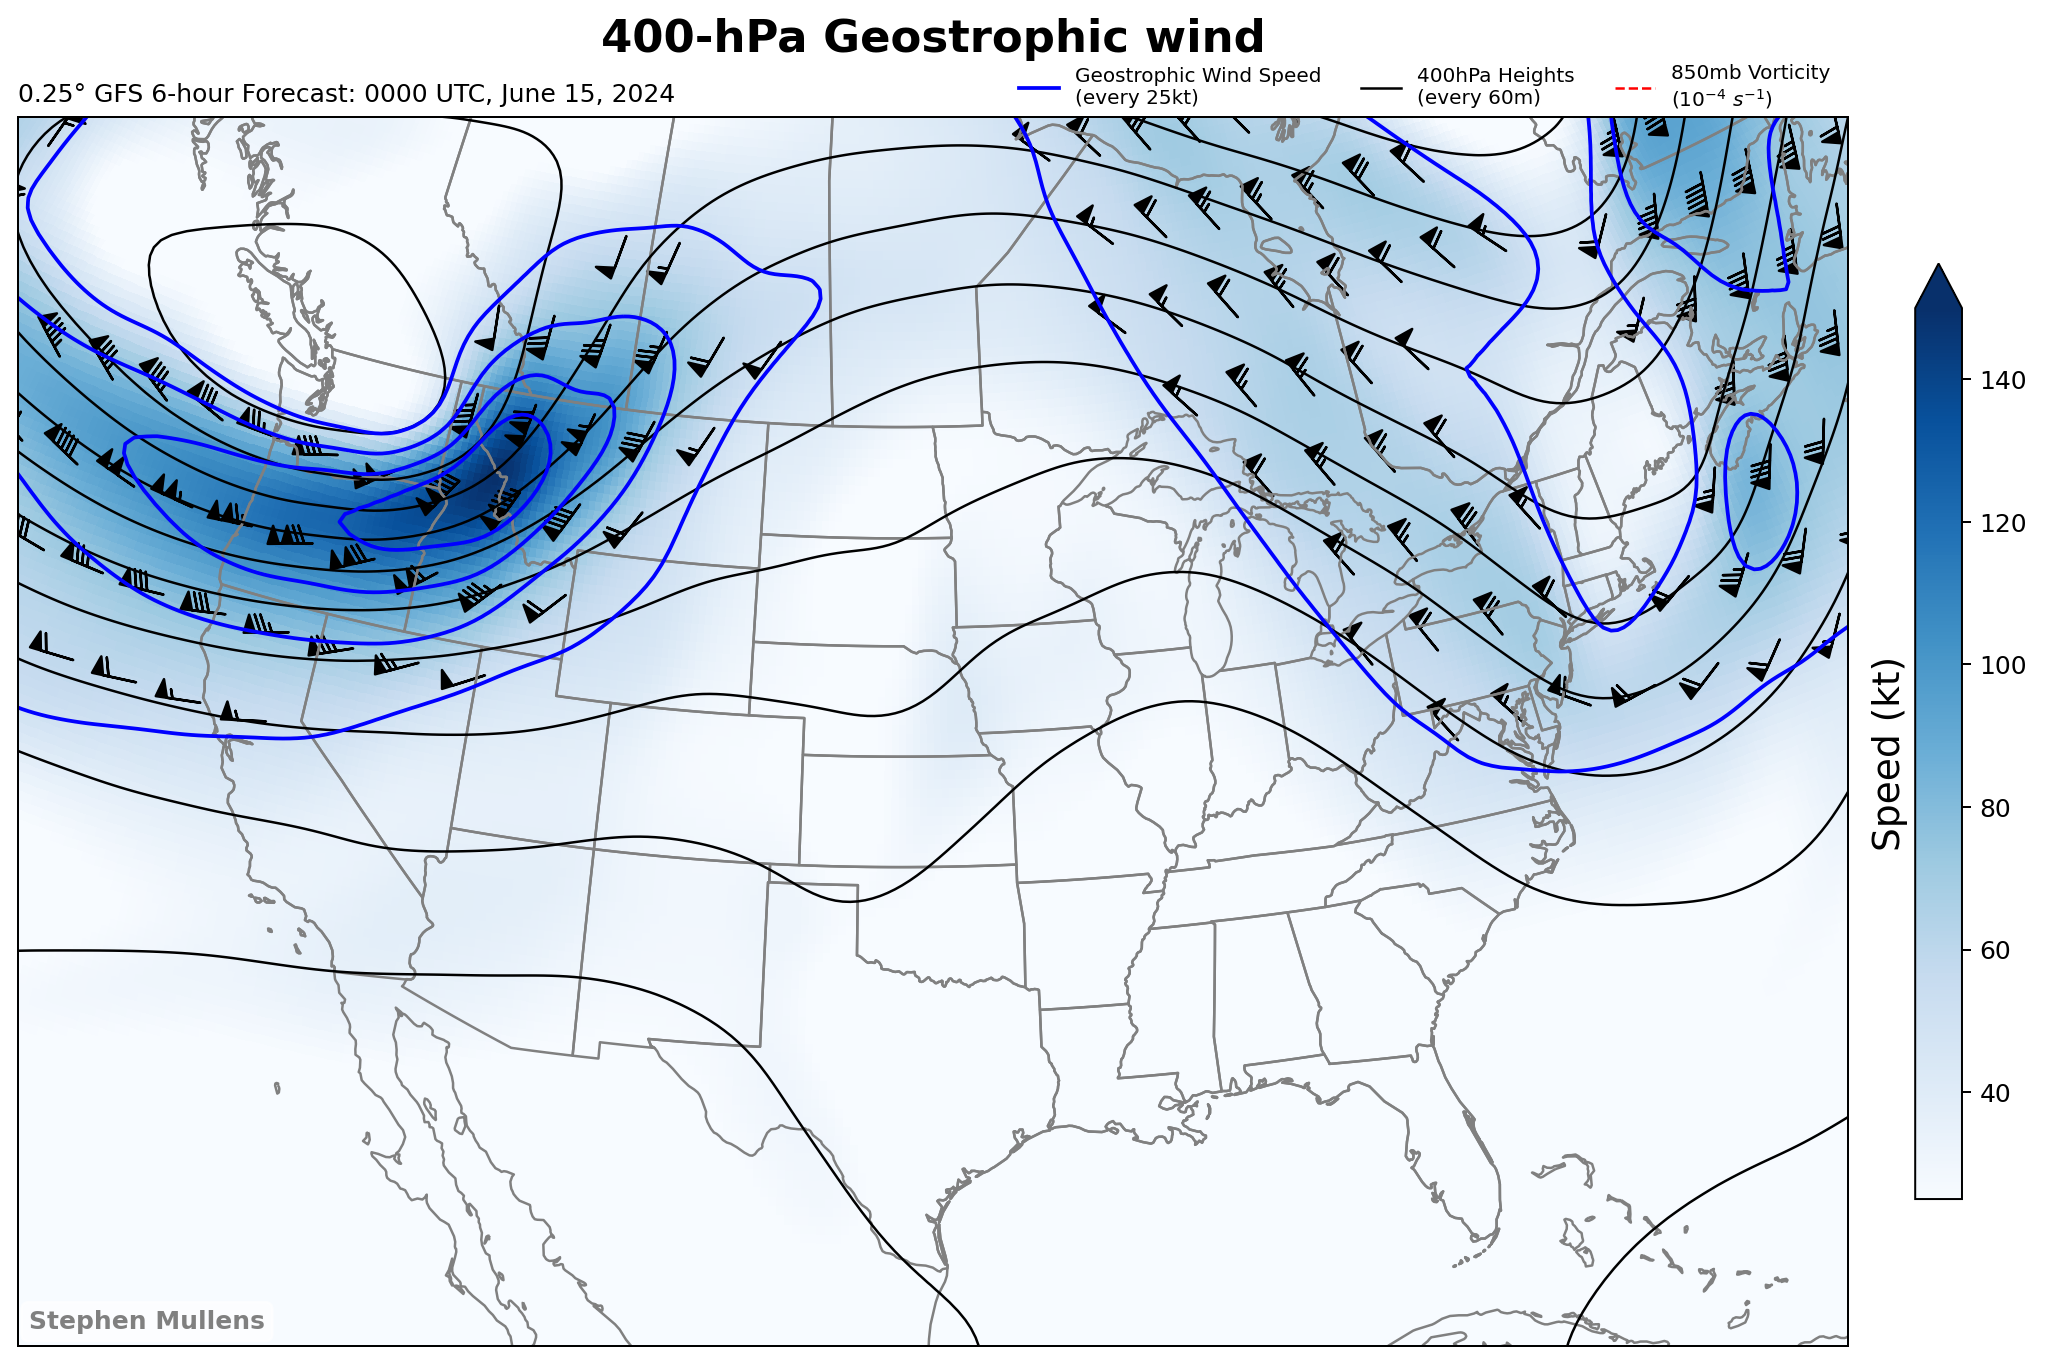 400-hPa Geostrophic wind
0.25° GFS 6-hour Forecast: 0000 UTC, June 15, 2024
Geostrophic Wind Speed
(every 25kt)
400hPa Heights
(every 60m)
850mb Vorticity
(10⁻⁴ s⁻¹)
140
120
100
80
60
40
Speed (kt)
Stephen Mullens